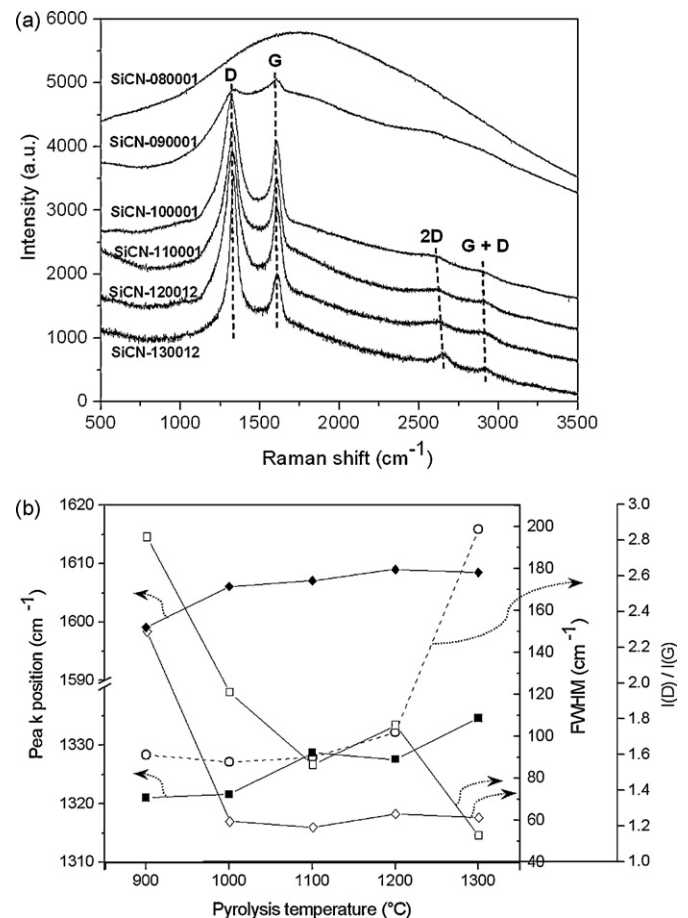 (a)
6000
5000
4000
3000
2000
1000
0
Intensity (a.u.)
SiCN-080001
SiCN-090001
SiCN-100001
SiCN-110001
SiCN-120012
SiCN-130012
D
G
2D
G + D
500 1000 1500 2000 2500 3000 3500
Raman shift (cm-1)
(b)
1620
1610
1600
1590
1330
1320
1310
Pea k position (cm -1)
200
180
160
140
120
100
80
60
40
FWHM (cm-1)
3.0
2.8
2.6
2.4
2.2
2.0
1.8
1.6
1.4
1.2
1.0
I(D) / I(G)
900 1000 1100 1200 1300
Pyrolysis temperature (°C)